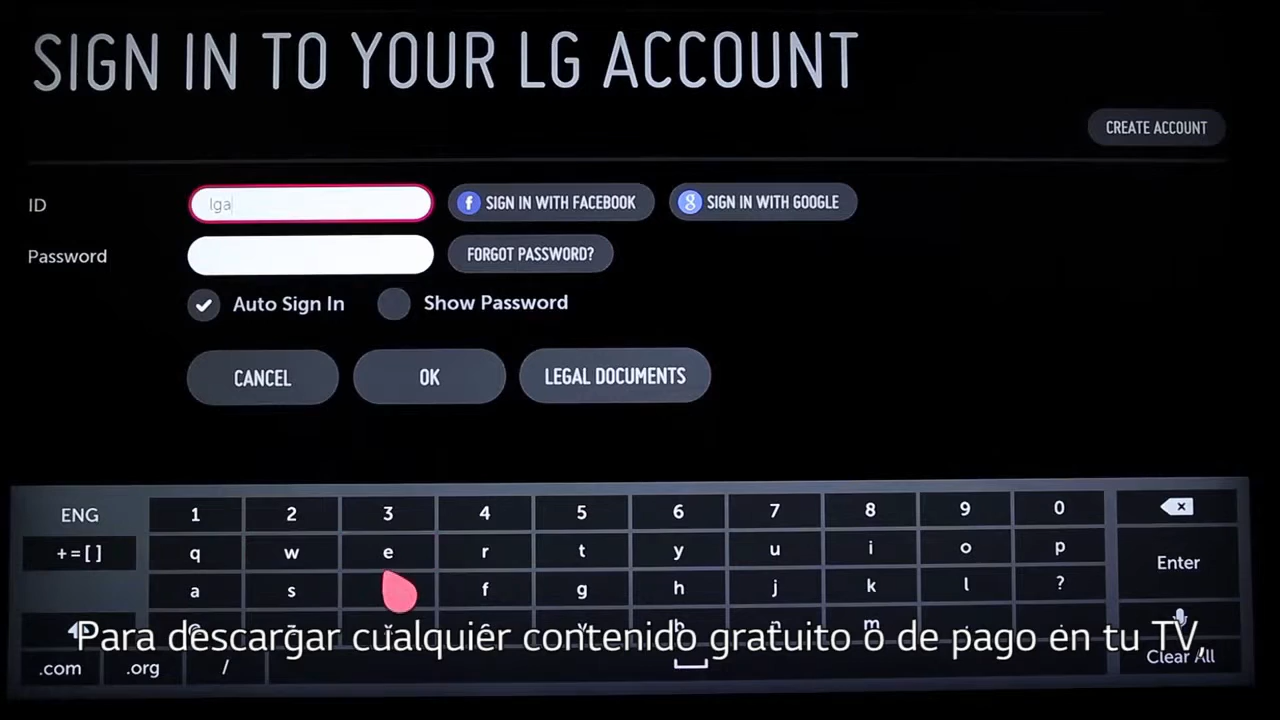 SIGN IN TO YOUR LG ACCOUNT
CREATE ACCOUNT
ID lga f SIGN IN WITH FACEBOOK g SIGN IN WITH GOOGLE
Password FORGOT PASSWORD?
Auto Sign In Show Password
CANCEL OK LEGAL DOCUMENTS
ENG 1 2 3 4 5 6 7 8 9 0
+=[] q w e r t y u i o p Enter
a s f g h j k l ?
Para descargar cualquier contenido gratuito o de pago en tu TV,
.com .org / Clear All